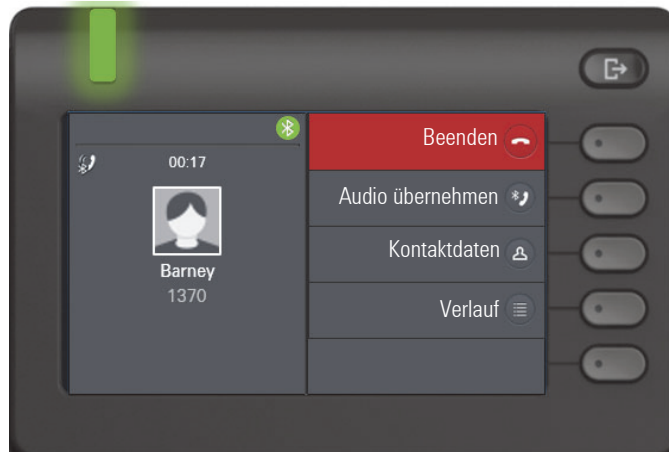 00:17
Barney
1370
Beenden
Audio übernehmen
Kontaktdaten
Verlauf